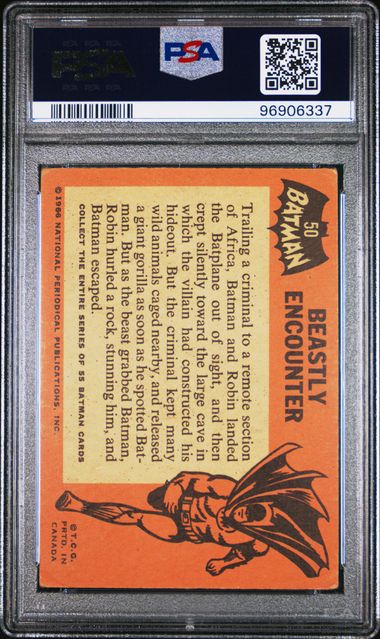 PSA
PSA
96906337
50
BATMAN
BEASTLY
ENCOUNTER
Trailing a criminal to a remote section
of Africa, Batman and Robin landed
the Batplane out of sight, and then
crept silently toward the large cave in
which the villain had constructed his
hideout. But the criminal kept many
wild animals caged nearby, and released
a giant gorilla as soon as he spotted Bat-
man. But as the beast grabbed Batman,
Robin hurled a rock, stunning him, and
Batman escaped.
COLLECT THE ENTIRE SERIES OF 55 BATMAN CARDS
©1966 NATIONAL PERIODICAL PUBLICATIONS, INC.
© T.C.G.
PRTD. IN
CANADA